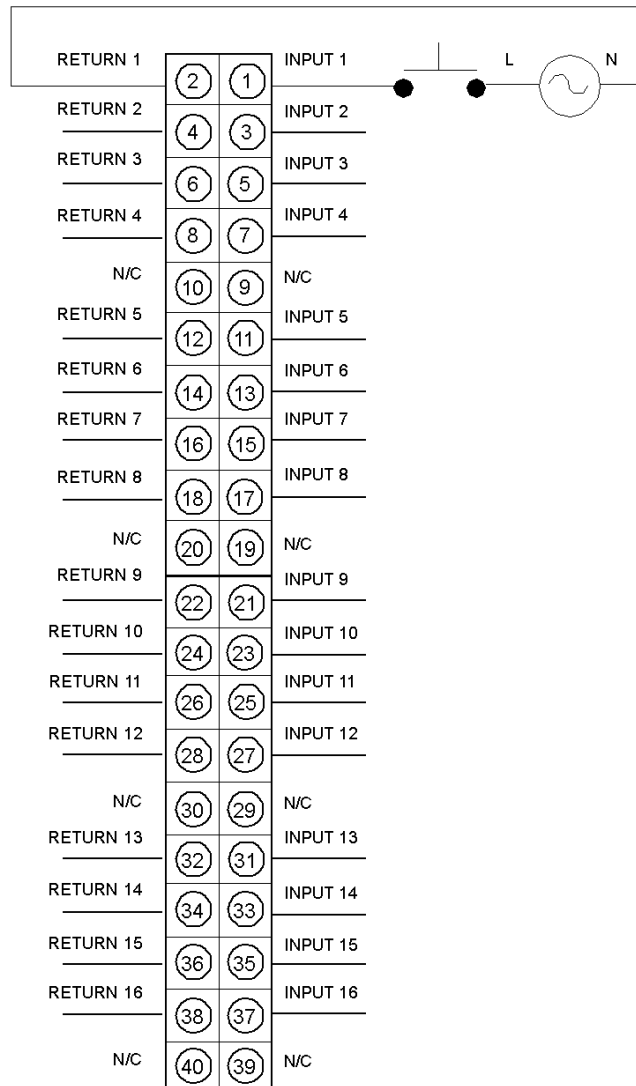 RETURN 1 2 1 INPUT 1 L N
RETURN 2 4 3 INPUT 2
RETURN 3 6 5 INPUT 3
RETURN 4 8 7 INPUT 4
N/C 10 9 N/C
RETURN 5 12 11 INPUT 5
RETURN 6 14 13 INPUT 6
RETURN 7 16 15 INPUT 7
RETURN 8 18 17 INPUT 8
N/C 20 19 N/C
RETURN 9 22 21 INPUT 9
RETURN 10 24 23 INPUT 10
RETURN 11 26 25 INPUT 11
RETURN 12 28 27 INPUT 12
N/C 30 29 N/C
RETURN 13 32 31 INPUT 13
RETURN 14 34 33 INPUT 14
RETURN 15 36 35 INPUT 15
RETURN 16 38 37 INPUT 16
N/C 40 39 N/C